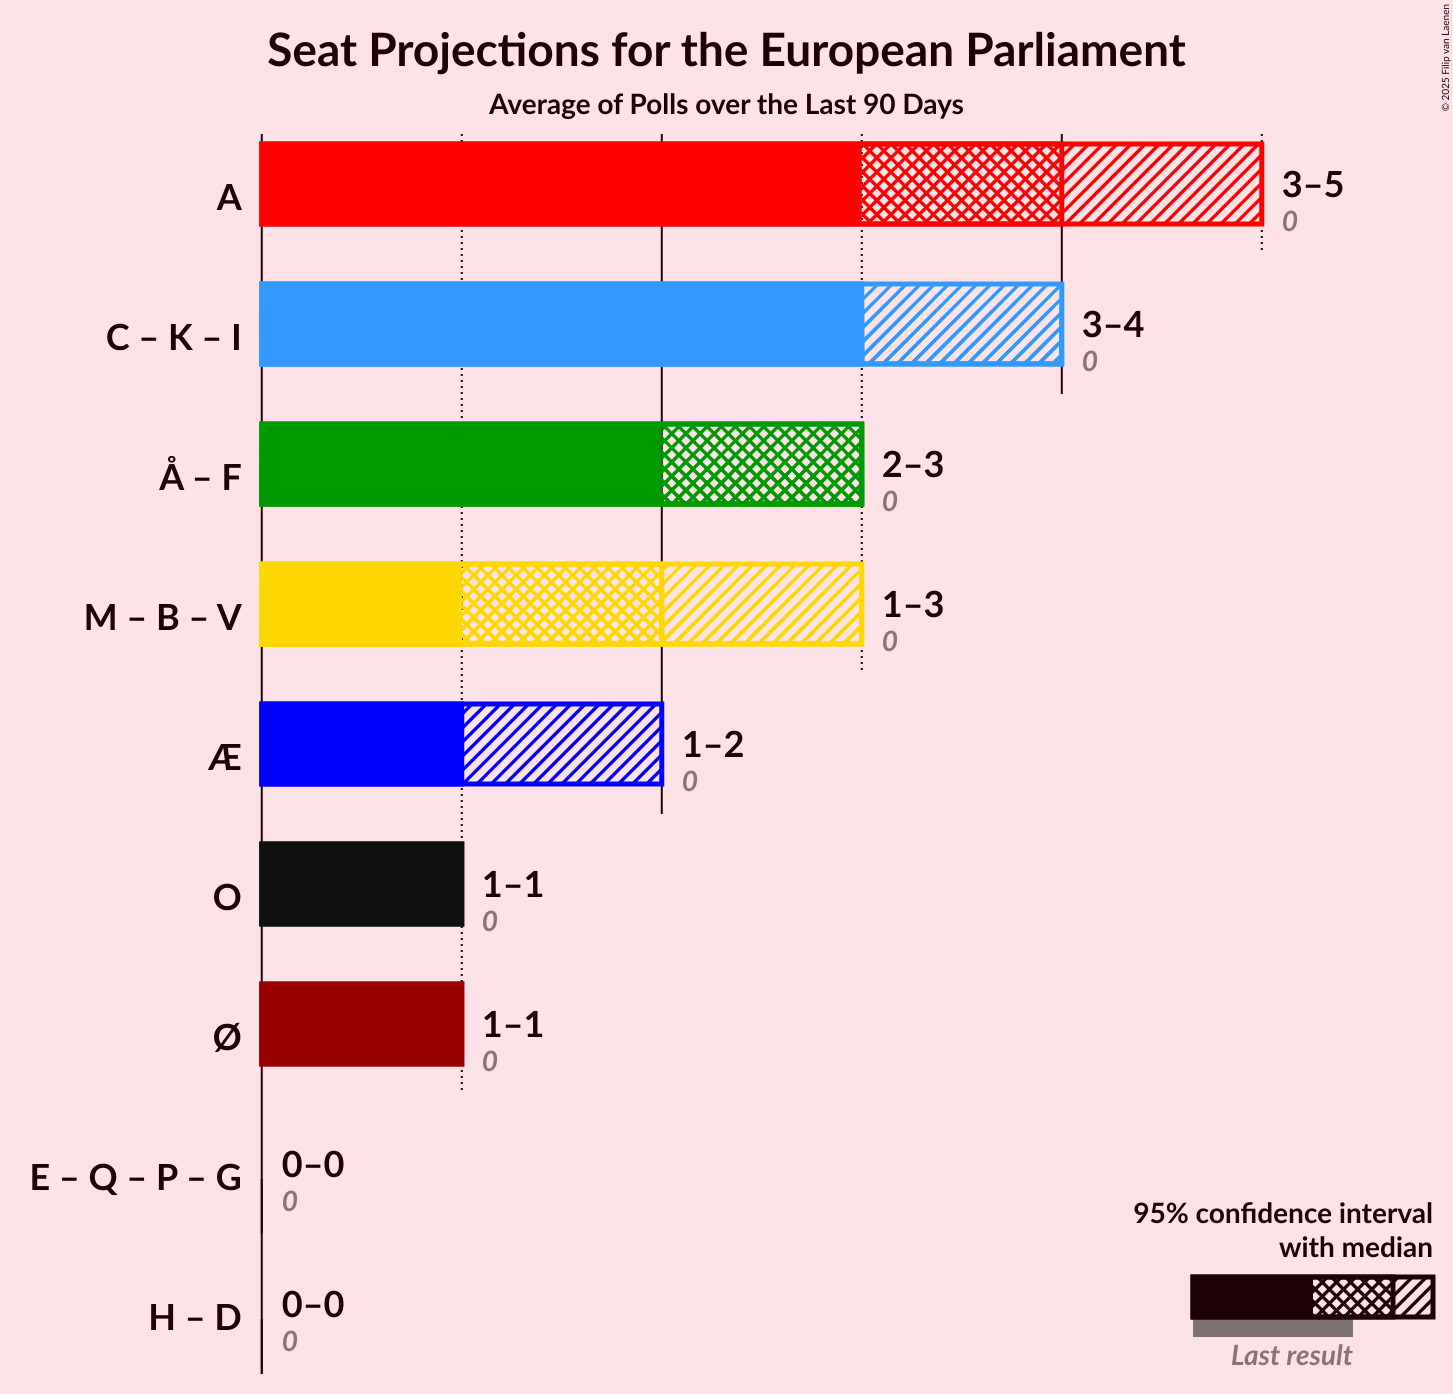 Seat Projections for the European Parliament
Average of Polls over the Last 90 Days
© 2025 Filip van Laenen
A
3–5
0
C – K – I
3–4
0
Å – F
2–3
0
M – B – V
1–3
0
Æ
1–2
0
O
1–1
0
Ø
1–1
0
E – Q – P – G
0–0
0
H – D
0–0
0
95% confidence interval
with median
Last result